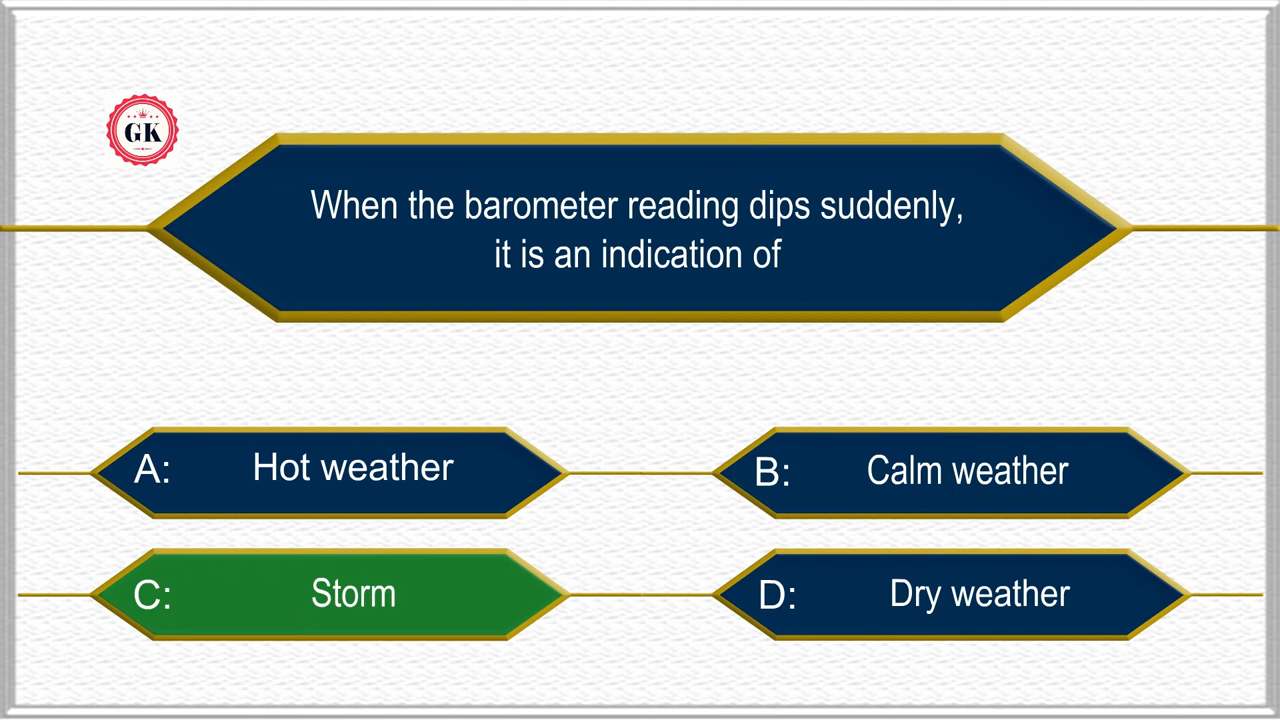 GK
When the barometer reading dips suddenly,
it is an indication of
A: Hot weather
B: Calm weather
C: Storm
D: Dry weather